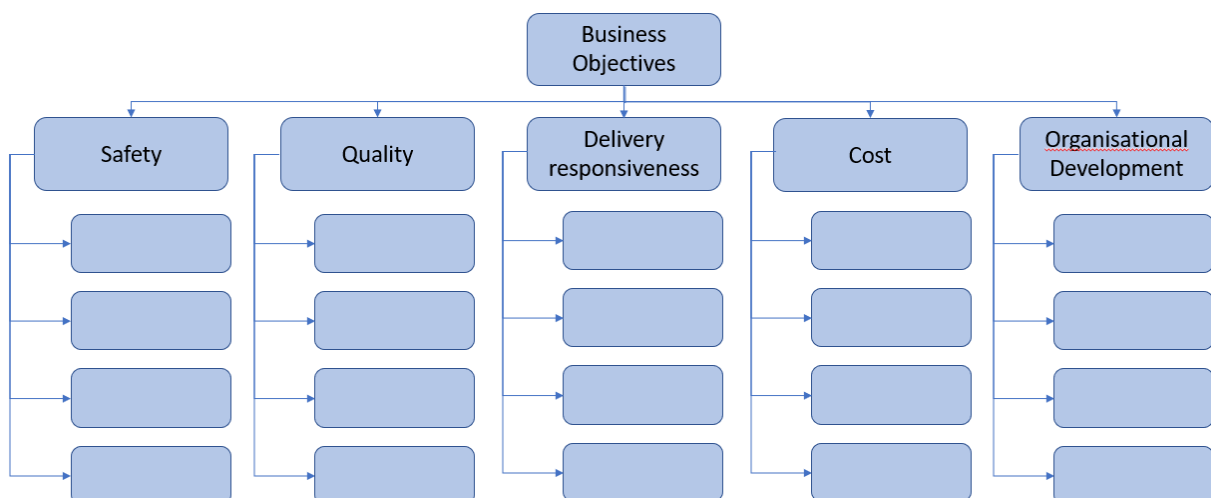 Business
Objectives
Safety
Quality
Delivery
responsiveness
Cost
Organisational
Development